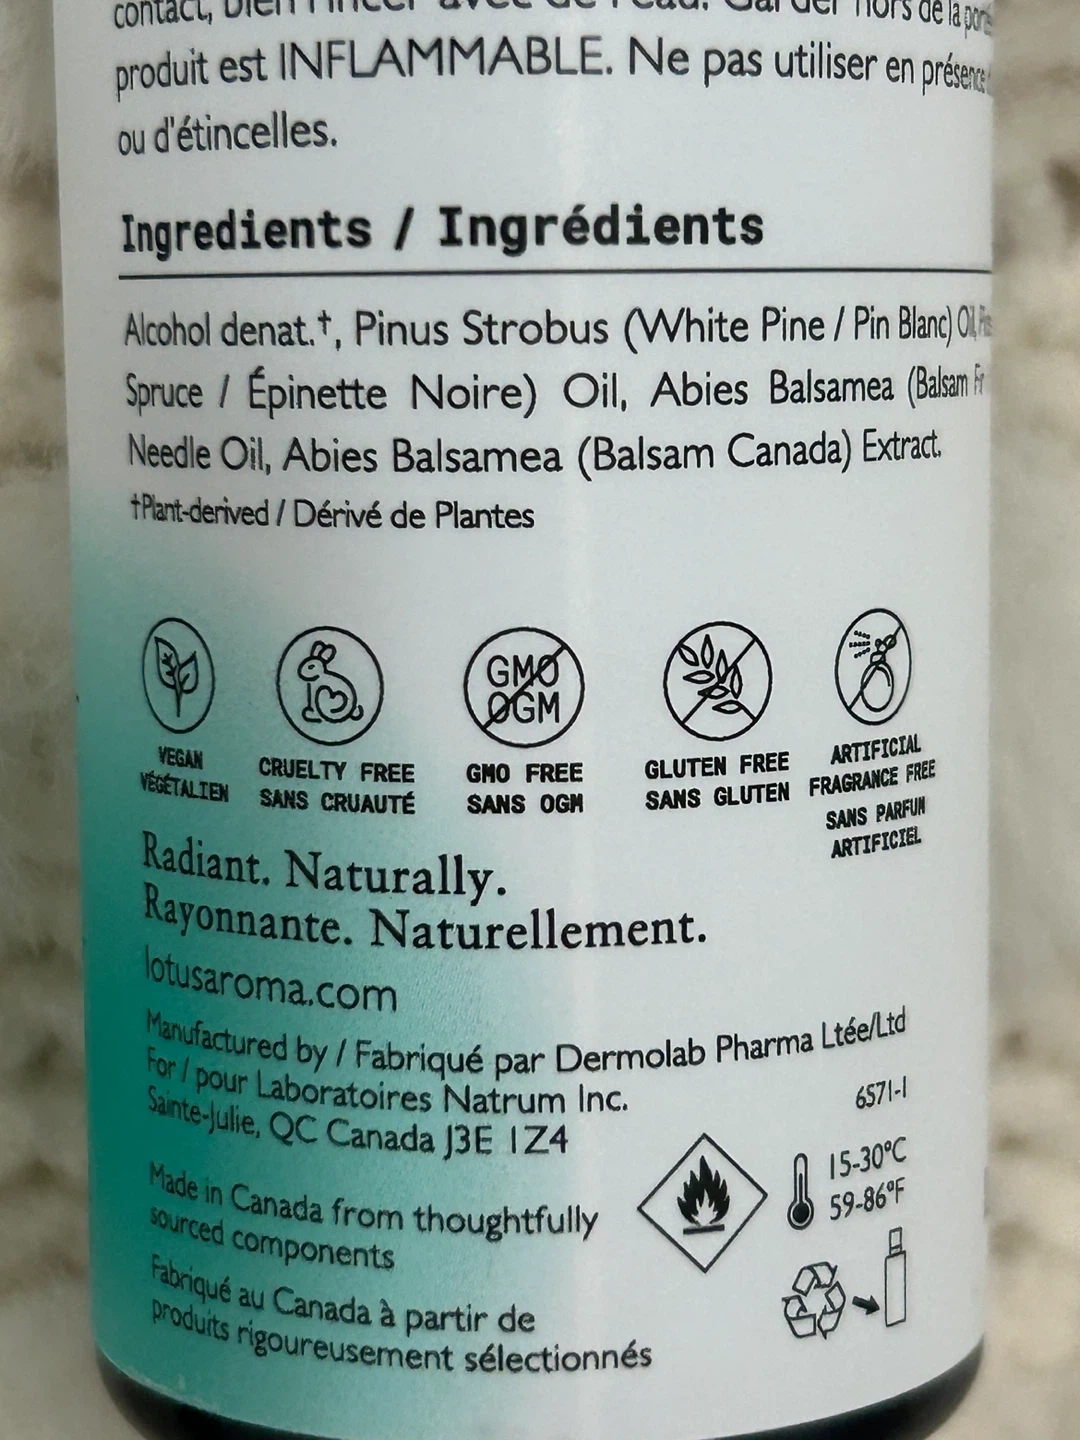 contact, bien rincer avec de l'eau. Garder hors de la
produit est INFLAMMABLE. Ne pas utiliser en présence
ou d'étincelles.
Ingredients / Ingrédients
Alcohol denat.†, Pinus Strobus (White Pine / Pin Blanc) Oil,
Spruce / Épinette Noire) Oil, Abies Balsamea (Balsam
Needle Oil, Abies Balsamea (Balsam Canada) Extract.
†Plant-derived / Dérivé de Plantes
GMO
OGM
VEGAN
VÉGÉTALIEN
CRUELTY FREE
SANS CRUAUTÉ
GMO FREE
SANS OGM
GLUTEN FREE
SANS GLUTEN
ARTIFICIAL
FRAGRANCE FREE
SANS PARFUM
ARTIFICIEL
Radiant. Naturally.
Rayonnante. Naturellement.
lotusaroma.com
Manufactured by / Fabriqué par Dermolab Pharma Ltée/Ltd
For / pour Laboratoires Natrum Inc.
Sainte-Julie, QC Canada J3E 1Z4
6571-1
15-30°C
59-86°F
Made in Canada from thoughtfully
sourced components
Fabriqué au Canada à partir de
produits rigoureusement sélectionnés